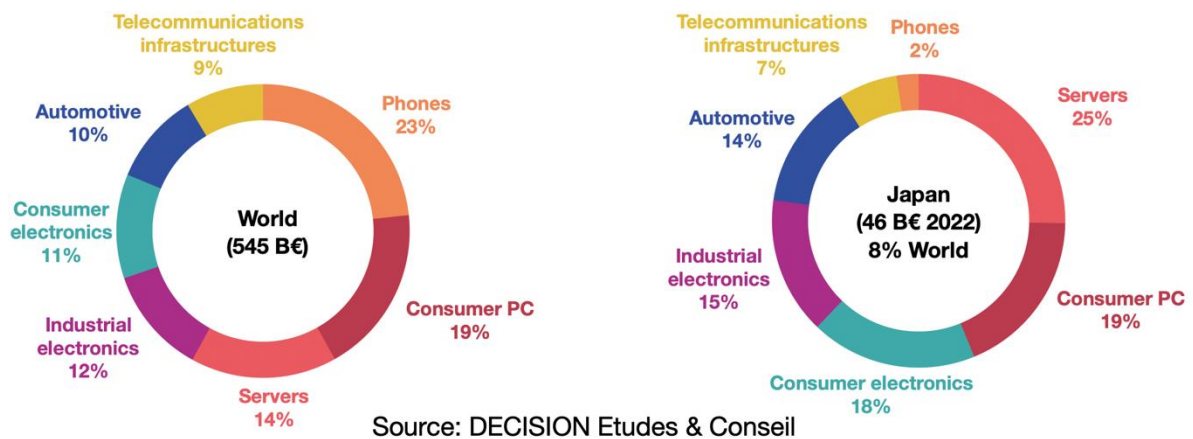 Telecommunications
infrastructures
9%
Phones
23%
Automotive
10%
Consumer
electronics
11%
World
(545 B€)
Consumer PC
19%
Industrial
electronics
12%
Servers
14%
Telecommunications
infrastructures
7%
Phones
2%
Servers
25%
Automotive
14%
Japan
(46 B€ 2022)
8% World
Industrial
electronics
15%
Consumer PC
19%
Consumer electronics
18%
Source: DECISION Etudes & Conseil